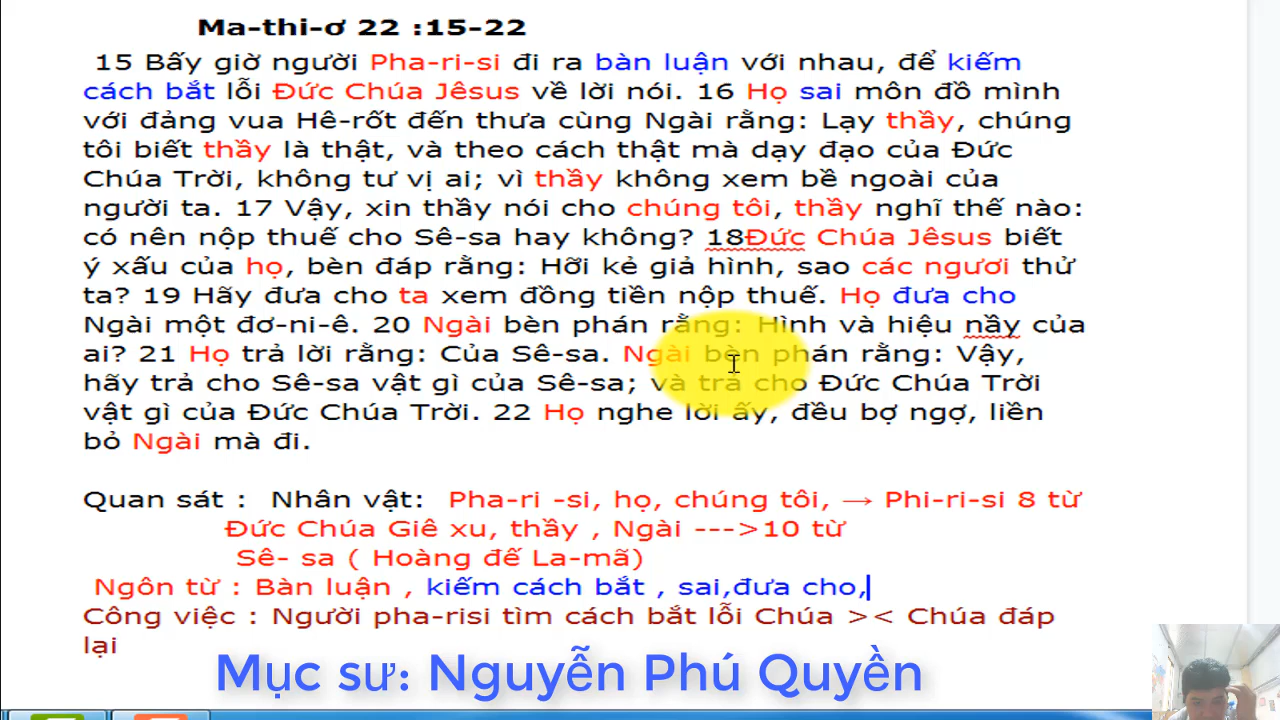 Ma-thi-ơ 22 :15-22
15 Bấy giờ người Pha-ri-si đi ra bàn luận với nhau, để kiếm
cách bắt lỗi Đức Chúa Jêsus về lời nói. 16 Họ sai môn đồ mình
với đảng vua Hê-rốt đến thưa cùng Ngài rằng: Lạy thầy, chúng
tôi biết thầy là thật, và theo cách thật mà dạy đạo của Đức
Chúa Trời, không tư vị ai; vì thầy không xem bề ngoài của
người ta. 17 Vậy, xin thầy nói cho chúng tôi, thầy nghĩ thế nào:
có nên nộp thuế cho Sê-sa hay không? 18Đức Chúa Jêsus biết
ý xấu của họ, bèn đáp rằng: Hỡi kẻ giả hình, sao các ngươi thử
ta? 19 Hãy đưa cho ta xem đồng tiền nộp thuế. Họ đưa cho
Ngài một đơ-ni-ê. 20 Ngài bèn phán rằng: Hình và hiệu nầy của
ai? 21 Họ trả lời rằng: Của Sê-sa. Ngài bèn phán rằng: Vậy,
hãy trả cho Sê-sa vật gì của Sê-sa; và trả cho Đức Chúa Trời
vật gì của Đức Chúa Trời. 22 Họ nghe lời ấy, đều bợ ngợ, liền
bỏ Ngài mà đi.
Quan sát : Nhân vật: Pha-ri -si, họ, chúng tôi, → Phi-ri-si 8 từ
Đức Chúa Giê xu, thầy , Ngài --->10 từ
Sê- sa ( Hoàng đế La-mã)
Ngôn từ : Bàn luận , kiếm cách bắt , sai,đưa cho,
Công việc : Người pha-risi tìm cách bắt lỗi Chúa >< Chúa đáp
lại
Mục sư: Nguyễn Phú Quyền